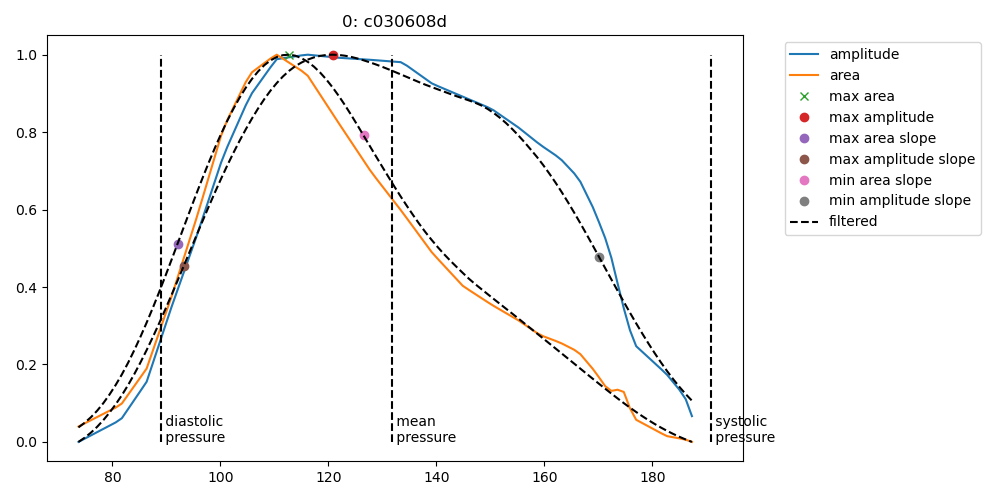 0: c030608d
amplitude
area
max area
max amplitude
max area slope
max amplitude slope
min area slope
min amplitude slope
filtered
1.0
0.8
0.6
0.4
0.2
0.0
diastolic
pressure
mean
pressure
systolic
pressure
80
100
120
140
160
180